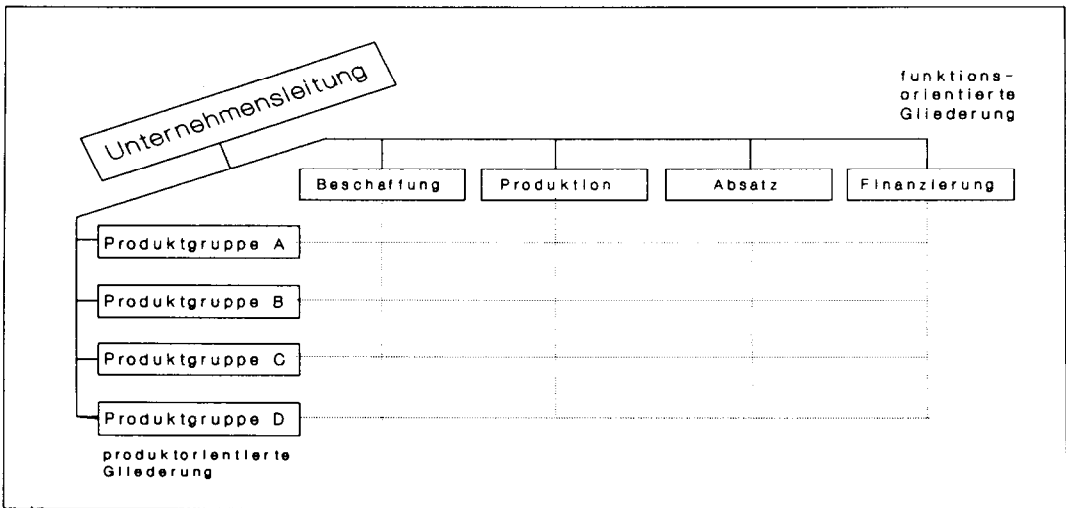 Unternehmensleitung
funktions-
orientierte
Gliederung
Beschaffung
Produktion
Absatz
Finanzierung
Produktgruppe A
Produktgruppe B
Produktgruppe C
Produktgruppe D
produktorientierte
Gliederung